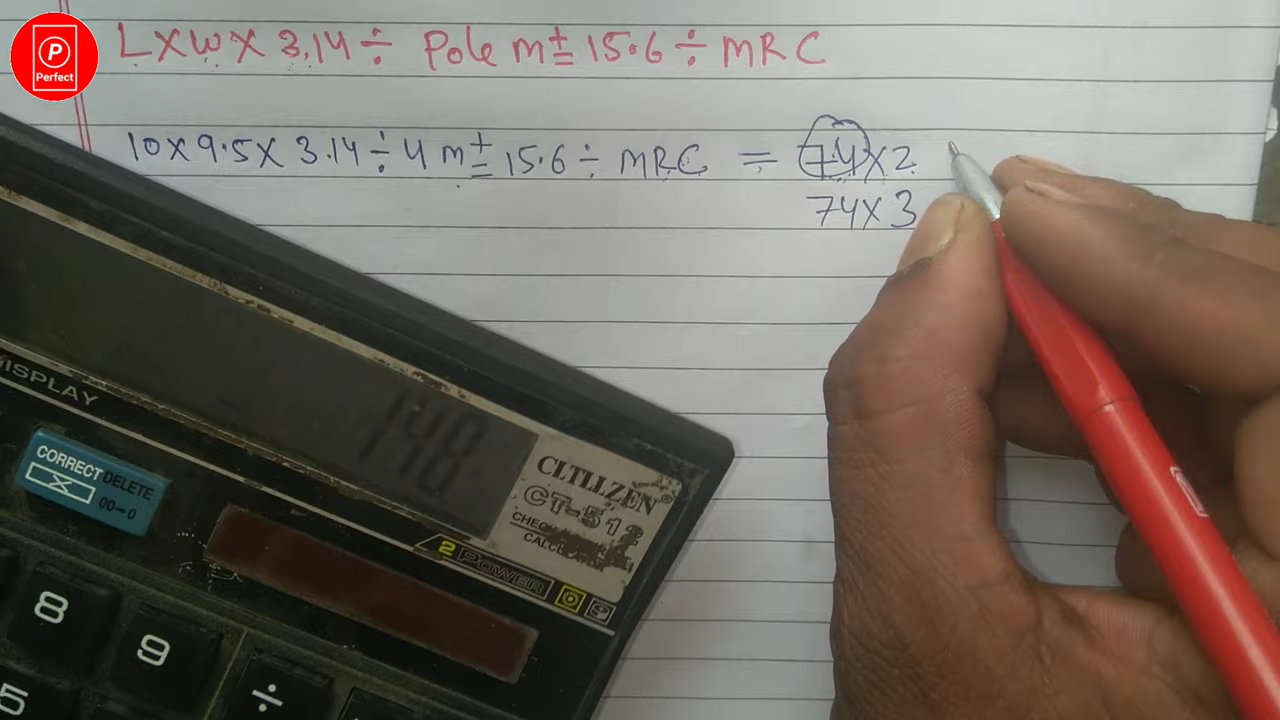 P
Perfect
L X W X 3.14 ÷ Pole m± 15.6 ÷ MRC
10 X 9.5 X 3.14 ÷ 4 m± 15.6 ÷ MRC = 74 X 2
74 X 3
148
DISPLAY
CORRECT DELETE
00→0
CLTLIZEN
CT-512
2 POWER
8
9
÷
5